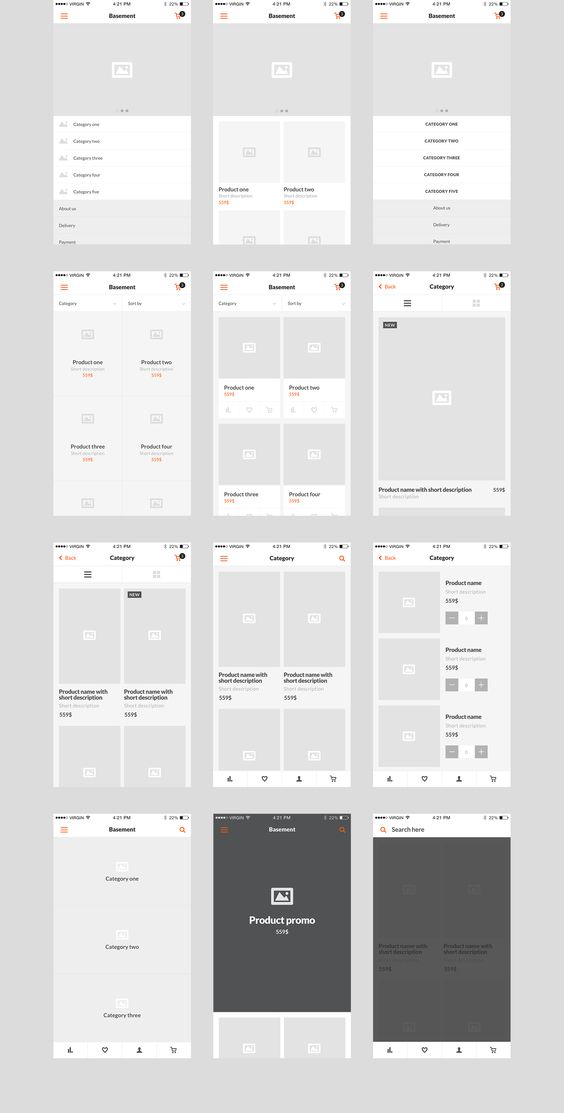 ●●●●○ VIRGIN 4:21 PM 22%
Basement
3
Category one
Category two
Category three
Category four
Category five
About us
Delivery
Payment
●●●●○ VIRGIN 4:21 PM 22%
Basement
3
Product one Product two
Short description Short description
559$ 559$
●●●●○ VIRGIN 4:21 PM 22%
Basement
3
CATEGORY ONE
CATEGORY TWO
CATEGORY THREE
CATEGORY FOUR
CATEGORY FIVE
About us
Delivery
Payment
●●●●○ VIRGIN 4:21 PM 22%
Basement
3
Category Sort by
Product one Product two
Short description Short description
559$ 559$
Product three Product four
Short description Short description
559$ 559$
●●●●○ VIRGIN 4:21 PM 22%
Basement
3
Category Sort by
Product one Product two
559$ 559$
Product three Product four
559$ 559$
●●●●○ VIRGIN 4:21 PM 22%
Back Category
3
NEW
Product name with short description 559$
Short description
●●●●○ VIRGIN 4:21 PM 22%
Back Category
3
NEW
Product name with Product name with
short description short description
Short description Short description
559$ 559$
●●●●○ VIRGIN 4:21 PM 22%
Category
Product name with Product name with
short description short description
Short description Short description
559$ 559$
●●●●○ VIRGIN 4:21 PM 22%
Back Category
Product name
Short description
559$
0
Product name
Short description
559$
0
Product name
Short description
559$
0
●●●●○ VIRGIN 4:21 PM 22%
Basement
Category one
Category two
Category three
●●●●○ VIRGIN 4:21 PM 22%
Basement
Product promo
559$
●●●●○ VIRGIN 4:21 PM 22%
Search here
Product name with Product name with
short description short description
559$ 559$